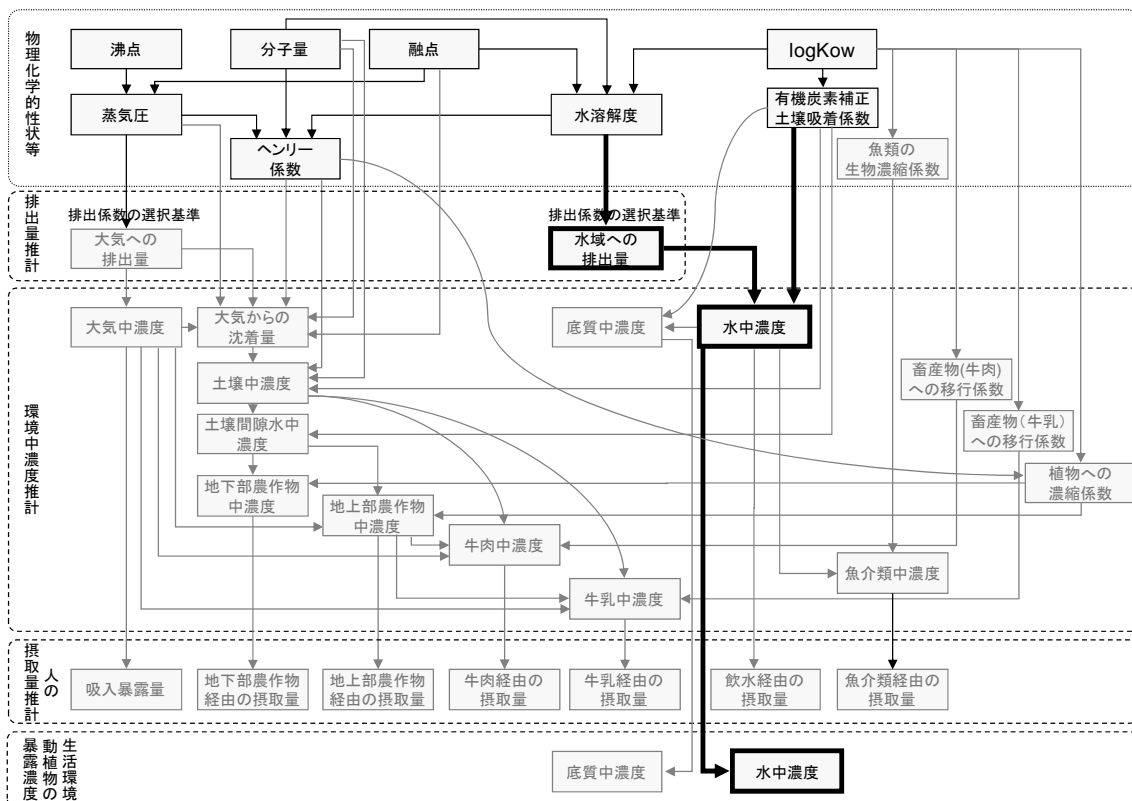 物理化学的性状等
沸点
分子量
融点
logKow
蒸気圧
水溶解度
有機炭素補正
土壌吸着係数
ヘンリー
係数
魚類の
生物濃縮係数
排出量推計
排出係数の選択基準
排出係数の選択基準
大気への
排出量
水域への
排出量
環境中濃度推計
大気中濃度
大気からの
沈着量
底質中濃度
水中濃度
土壌中濃度
畜産物(牛肉)
への移行係数
土壌間隙水中
濃度
畜産物(牛乳)
への移行係数
地下部農作物
中濃度
植物への
濃縮係数
地上部農作物
中濃度
牛肉中濃度
魚介類中濃度
牛乳中濃度
人の
摂取量推計
吸入暴露量
地下部農作物
経由の摂取量
地上部農作物
経由の摂取量
牛肉経由の
摂取量
牛乳経由の
摂取量
飲水経由の
摂取量
魚介類経由の
摂取量
生活環境
動植物の
暴露濃度
底質中濃度
水中濃度